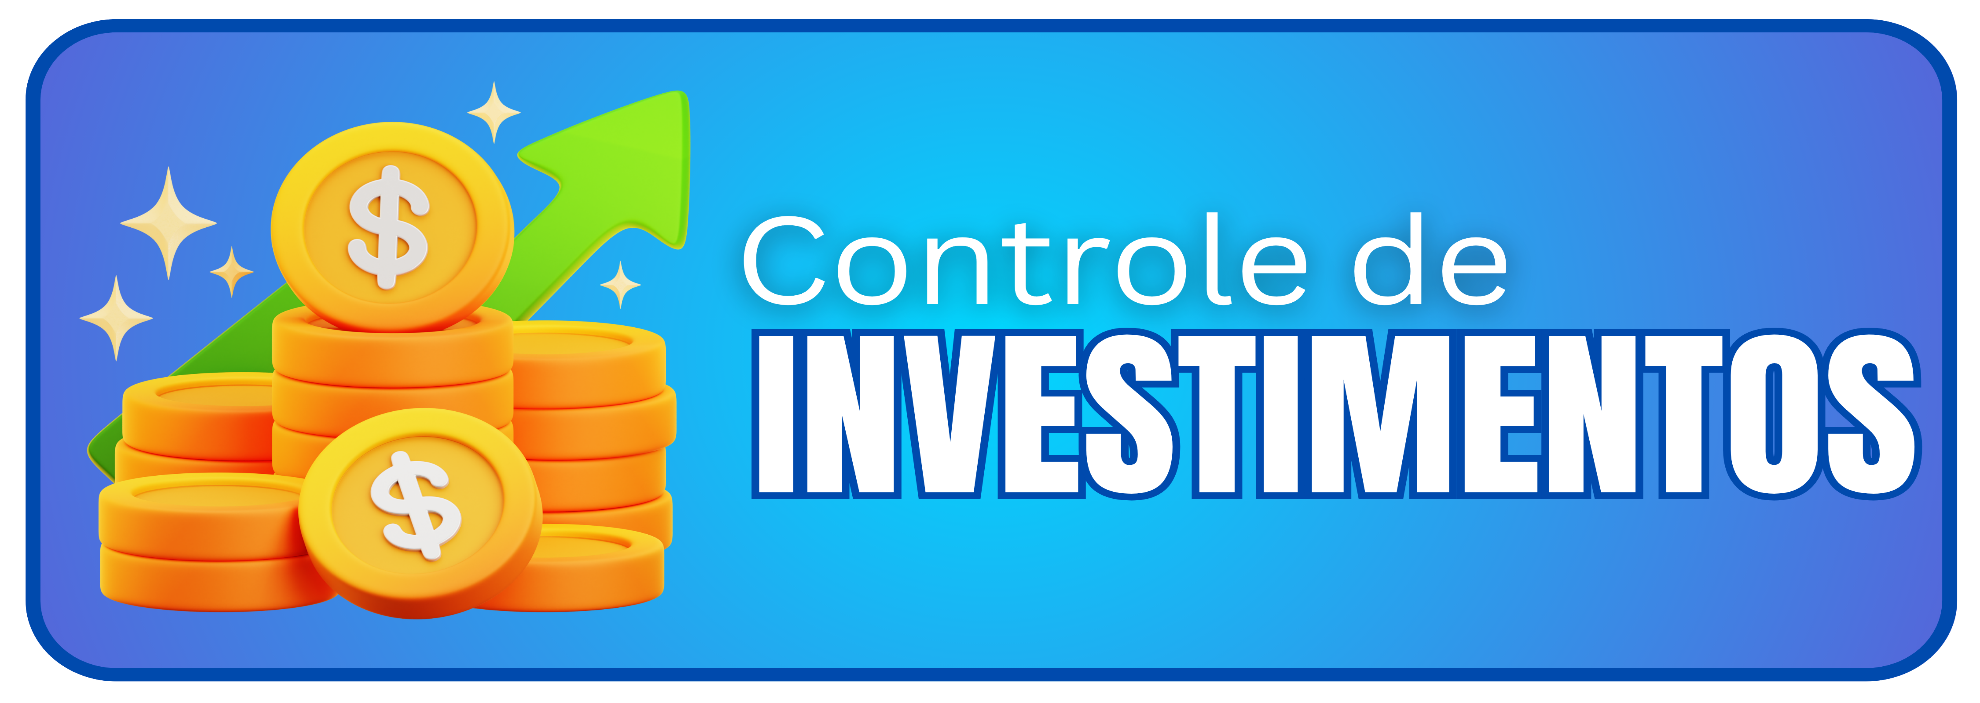 $
$
Controle de
INVESTIMENTOS